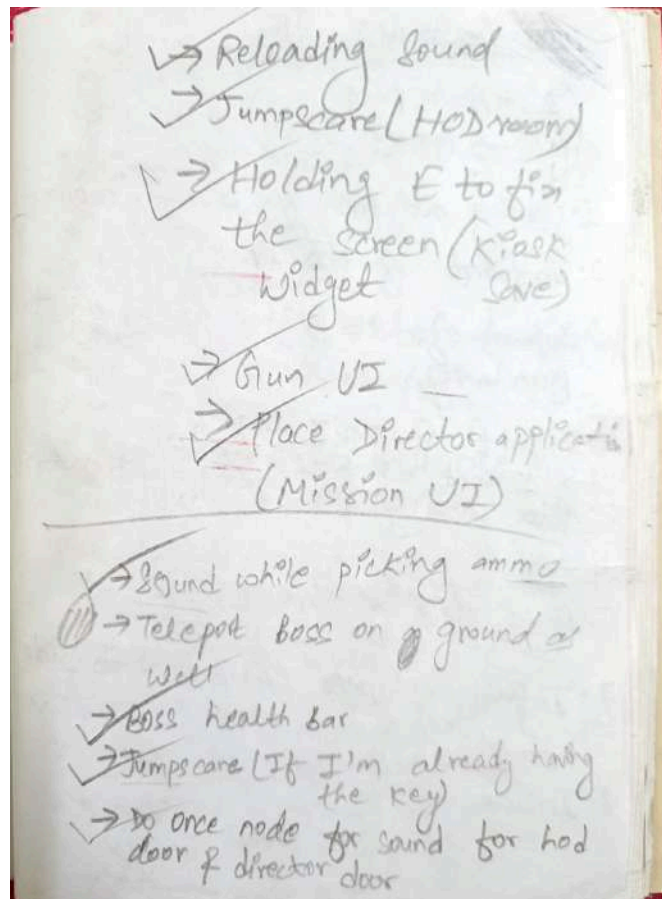 → Reloading Sound
→ Jumpscare (HOD room)
→ Holding E to fix
the screen (Kiask
Widget Save)
→ Gun UI
→ Place Director applicatio
(Mission UI)
→ Sound while picking ammo
→ Teleport Boss on ground as
well
→ Boss health bar
→ Jumpscare (If I'm already having
the key)
→ Do once node for sound for hod
door & director door